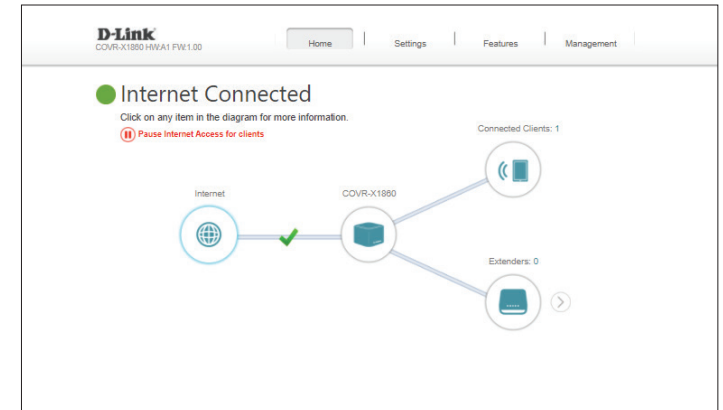 D-Link
COVR-X1860 HW:A1 FW:1.00
Home
Settings
Features
Management
Internet Connected
Click on any item in the diagram for more information.
Pause Internet Access for clients
Connected Clients: 1
Internet
COVR-X1860
Extenders: 0